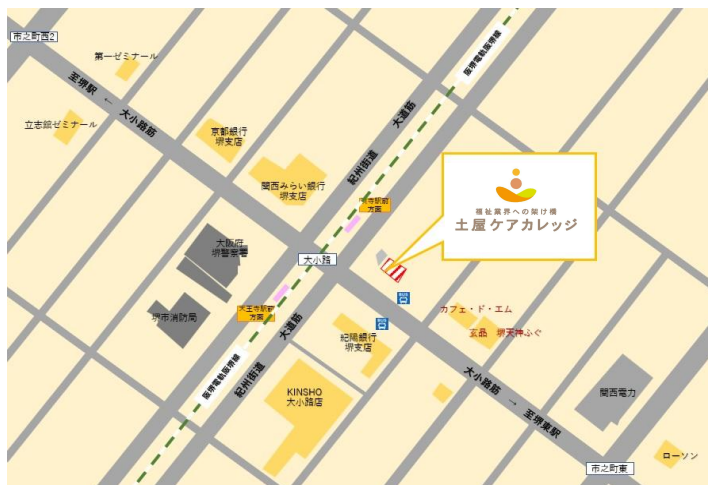 市之町西2
第一ゼミナール
至堺駅 ← 大小路筋
立志館ゼミナール
京都銀行
堺支店
関西みらい銀行
堺支店
紀州街道
大道筋
阪堺電軌阪堺線
方面
福祉業界への架け橋
土屋ケアカレッジ
大阪府
堺警察署
大小路
堺市消防局
天王寺駅前
方面
BUS
BUS
カフェ・ド・エム
玄品 堺天神ふぐ
紀陽銀行
堺支店
阪堺電軌阪堺線
紀州街道
大道筋
KINSHO
大小路店
大小路筋 → 至堺東駅
関西電力
ローソン
市之町東